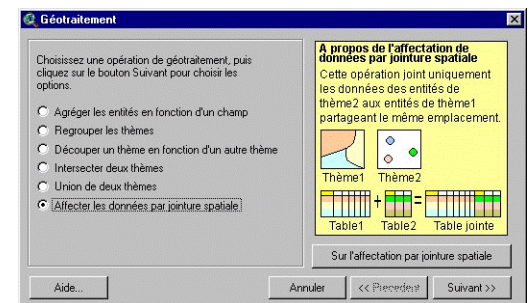 Géotraitement
Choisissez une opération de géotraitement, puis
cliquez sur le bouton Suivant pour choisir les
options.
Agréger les entités en fonction d'un champ
Regrouper les thèmes
Découper un thème en fonction d'un autre thème
Intersecter deux thèmes
Union de deux thèmes
Affecter les données par jointure spatiale
A propos de l'affectation de
données par jointure spatiale
Cette opération joint uniquement
les données des entités de
thème2 aux entités de thème1
partageant le même emplacement.
Thème1 Thème2
+ =
Table1 Table2 Table jointe
Sur l'affectation par jointure spatiale
Aide... Annuler << Précédent Suivant >>